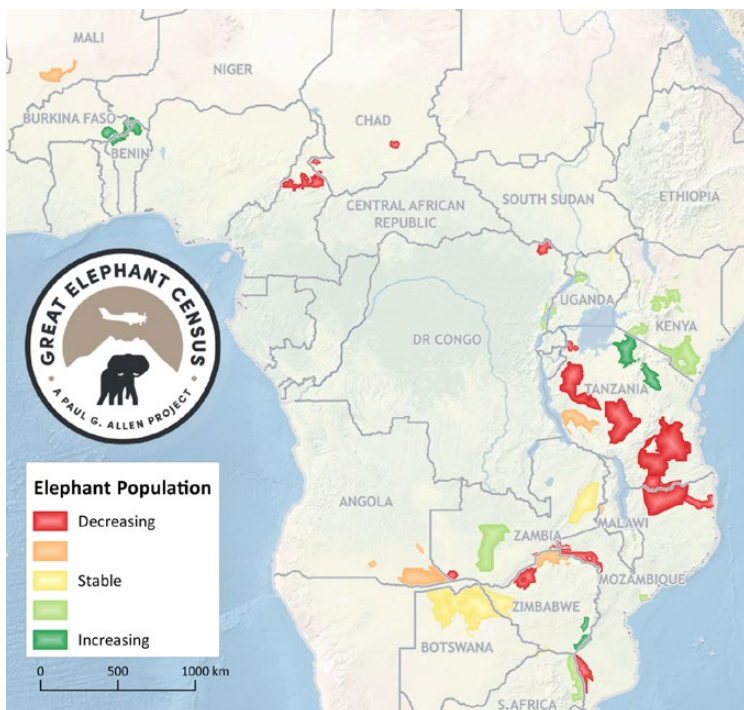 MALI
NIGER
CHAD
BURKINA FASO
BENIN
CENTRAL AFRICAN
REPUBLIC
SOUTH SUDAN
ETHIOPIA
UGANDA
KENYA
DR CONGO
TANZANIA
ANGOLA
ZAMBIA
MALAWI
MOZAMBIQUE
ZIMBABWE
BOTSWANA
S.AFRICA
GREAT ELEPHANT CENSUS
• A PAUL G. ALLEN PROJECT •
Elephant Population
Decreasing
Stable
Increasing
0 500 1000 km